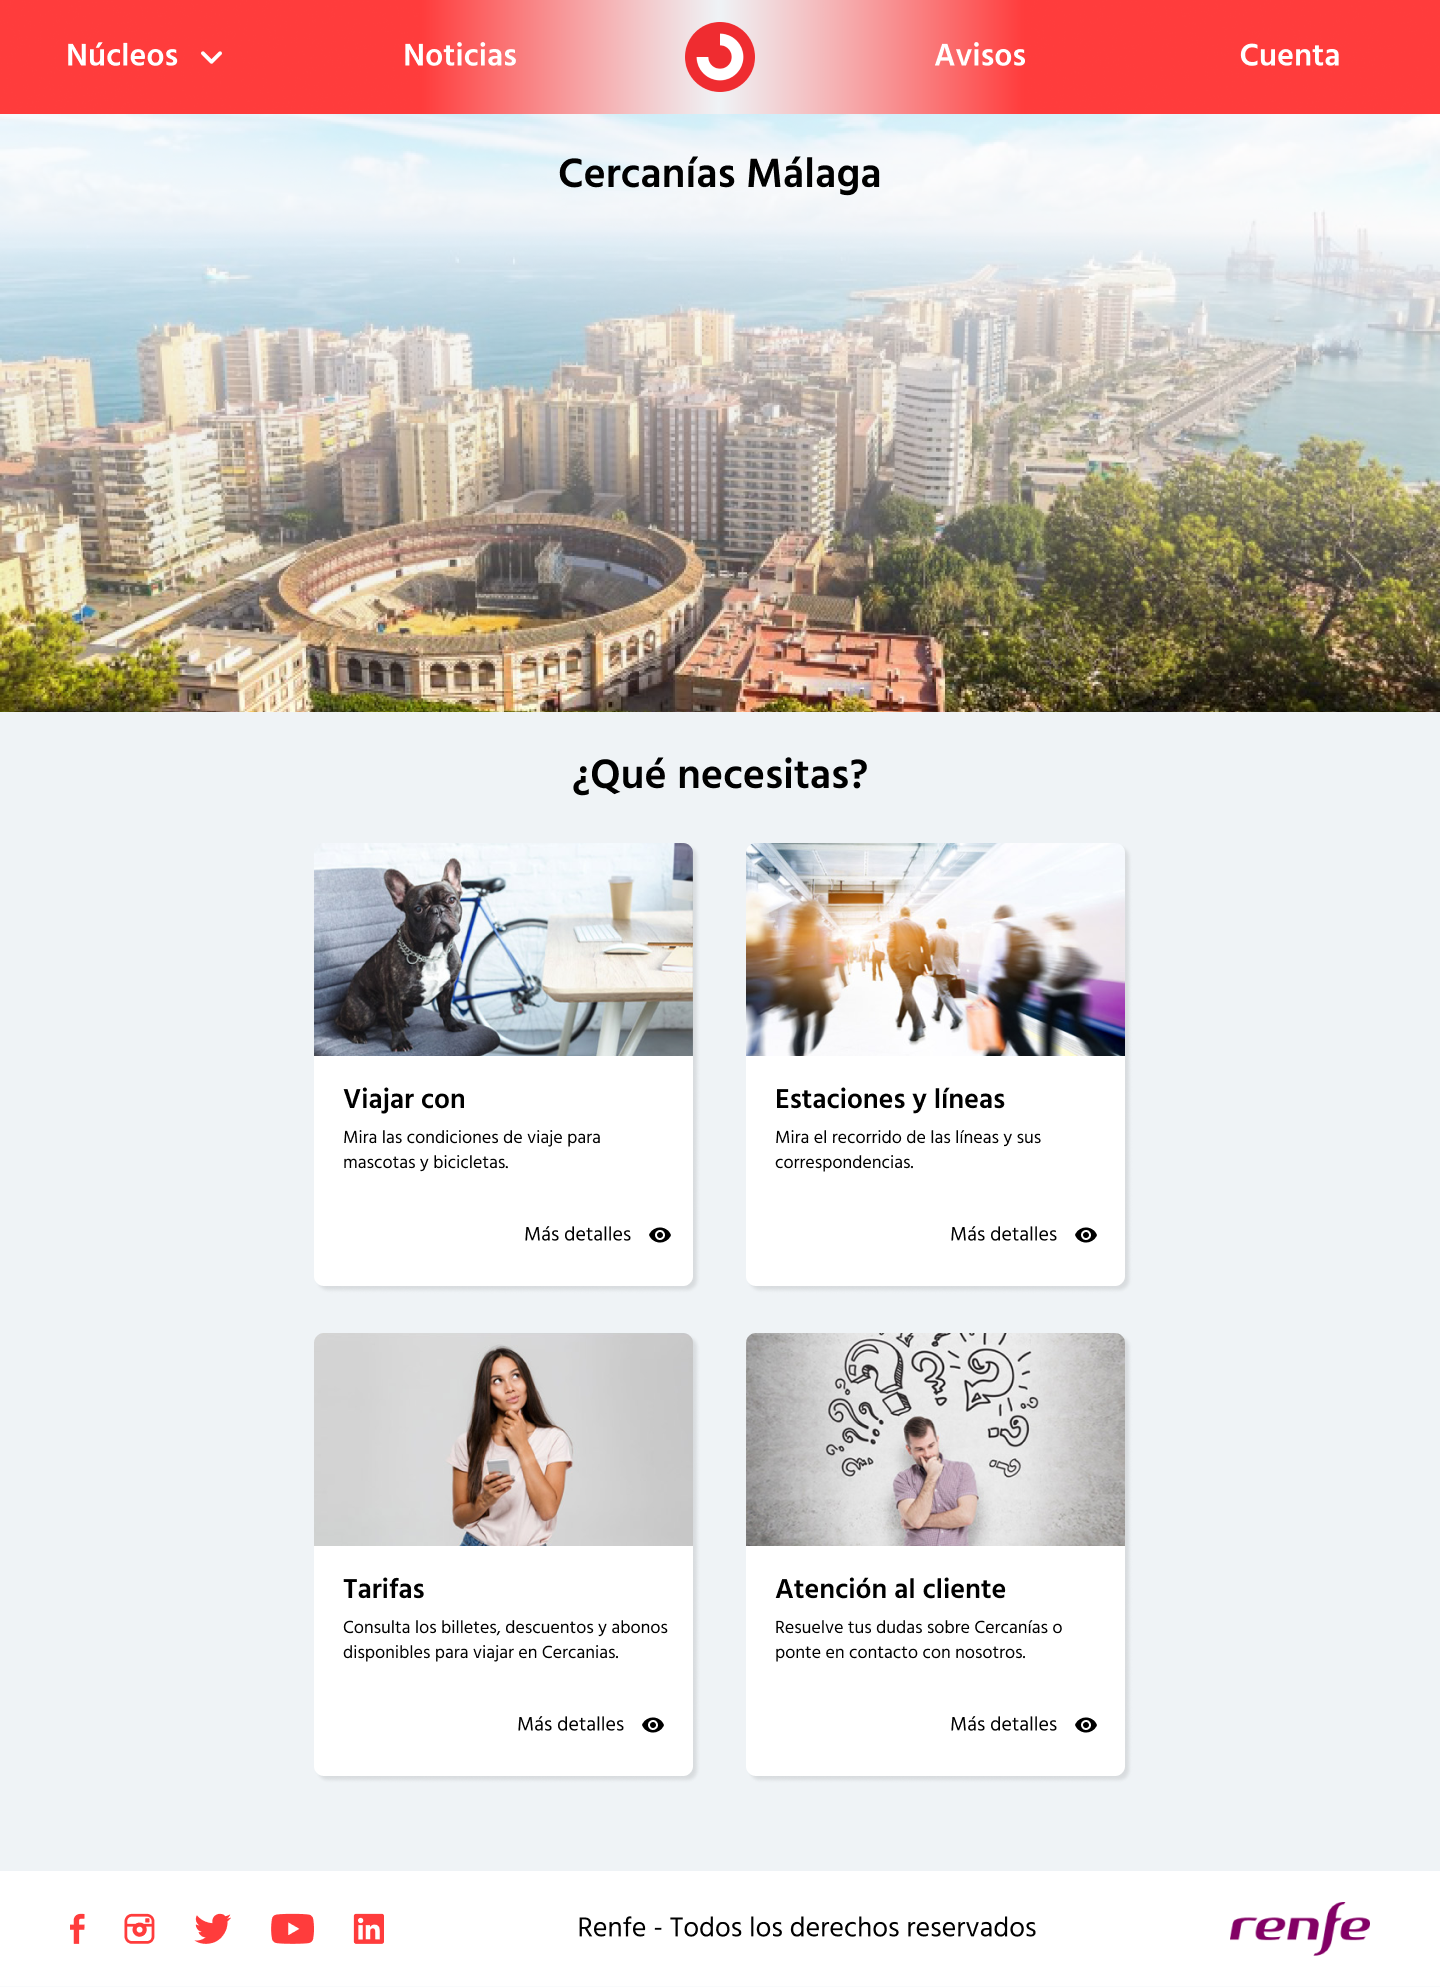 Núcleos
Noticias
Avisos
Cuenta
Cercanías Málaga
¿Qué necesitas?
Viajar con
Mira las condiciones de viaje para
mascotas y bicicletas.
Más detalles
Estaciones y líneas
Mira el recorrido de las líneas y sus
correspondencias.
Más detalles
Tarifas
Consulta los billetes, descuentos y abonos
disponibles para viajar en Cercanias.
Más detalles
Atención al cliente
Resuelve tus dudas sobre Cercanías o
ponte en contacto con nosotros.
Más detalles
Renfe - Todos los derechos reservados
renfe